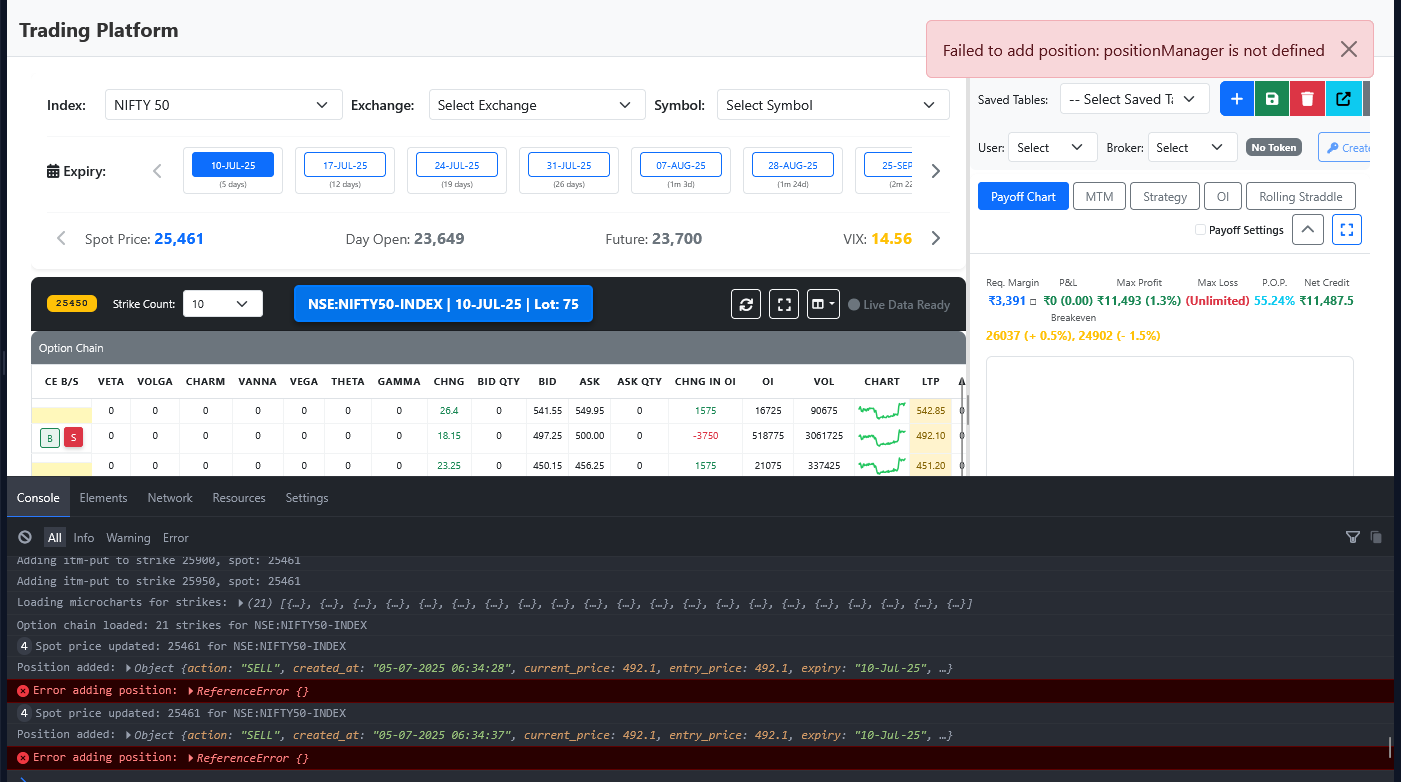 Trading Platform
Failed to add position: positionManager is not defined
Index: NIFTY 50 Exchange: Select Exchange Symbol: Select Symbol
Saved Tables: -- Select Saved Ta
User: Select Broker: Select No Token Create
Expiry: 10-JUL-25 17-JUL-25 24-JUL-25 31-JUL-25 07-AUG-25 28-AUG-25 25-SEP
(5 days) (12 days) (19 days) (26 days) (1m 3d) (1m 24d) (2m 22
Payoff Chart MTM Strategy OI Rolling Straddle
Payoff Settings
Spot Price: 25,461 Day Open: 23,649 Future: 23,700 VIX: 14.56
Req. Margin P&L Max Profit Max Loss P.O.P. Net Credit
₹3,391 ₹0 (0.00) ₹11,493 (1.3%) (Unlimited) 55.24% ₹11,487.5
Breakeven
26037 (+ 0.5%), 24902 (- 1.5%)
25450 Strike Count: 10 NSE:NIFTY50-INDEX | 10-JUL-25 | Lot: 75 Live Data Ready
Option Chain
CE B/S VETA VOLGA CHARM VANNA VEGA THETA GAMMA CHNG BID QTY BID ASK ASK QTY CHNG IN OI OI VOL CHART LTP
0 0 0 0 0 0 0 26.4 0 541.55 549.95 0 1575 16725 90675 542.85 0
B S 0 0 0 0 0 0 0 18.15 0 497.25 500.00 0 -3750 518775 3061725 492.10 0
0 0 0 0 0 0 0 23.25 0 450.15 456.25 0 1575 21075 337425 451.20 0
Console Elements Network Resources Settings
All Info Warning Error
Adding itm-put to strike 25900, spot: 25461
Adding itm-put to strike 25950, spot: 25461
Loading microcharts for strikes: ▶(21) [{…}, {…}, {…}, {…}, {…}, {…}, {…}, {…}, {…}, {…}, {…}, {…}, {…}, {…}, {…}, {…}, {…}, {…}, {…}, {…}, {…}]
Option chain loaded: 21 strikes for NSE:NIFTY50-INDEX
4 Spot price updated: 25461 for NSE:NIFTY50-INDEX
Position added: ▶Object {action: "SELL", created_at: "05-07-2025 06:34:28", current_price: 492.1, entry_price: 492.1, expiry: "10-Jul-25", …}
Error adding position: ▶ReferenceError {}
4 Spot price updated: 25461 for NSE:NIFTY50-INDEX
Position added: ▶Object {action: "SELL", created_at: "05-07-2025 06:34:37", current_price: 492.1, entry_price: 492.1, expiry: "10-Jul-25", …}
Error adding position: ▶ReferenceError {}